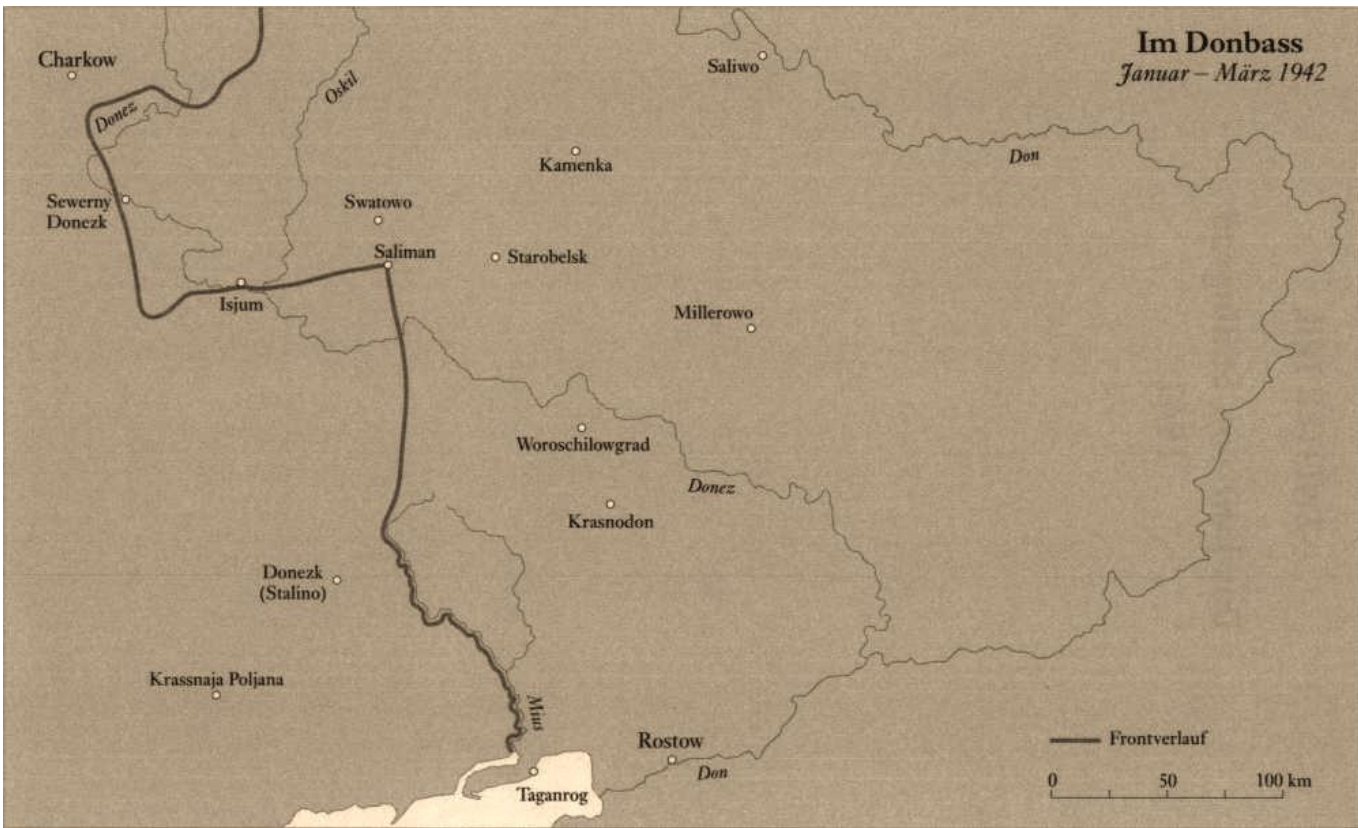 Im Donbass
Januar – März 1942
Charkow
Donez
Oskil
Saliwo
Don
Kamenka
Sewerny
Donezk
Swatowo
Saliman
Starobelsk
Isjum
Millerowo
Woroschilowgrad
Donez
Krasnodon
Donezk
(Stalino)
Krassnaja Poljana
Mius
Rostow
Don
Taganrog
Frontverlauf
0 50 100 km